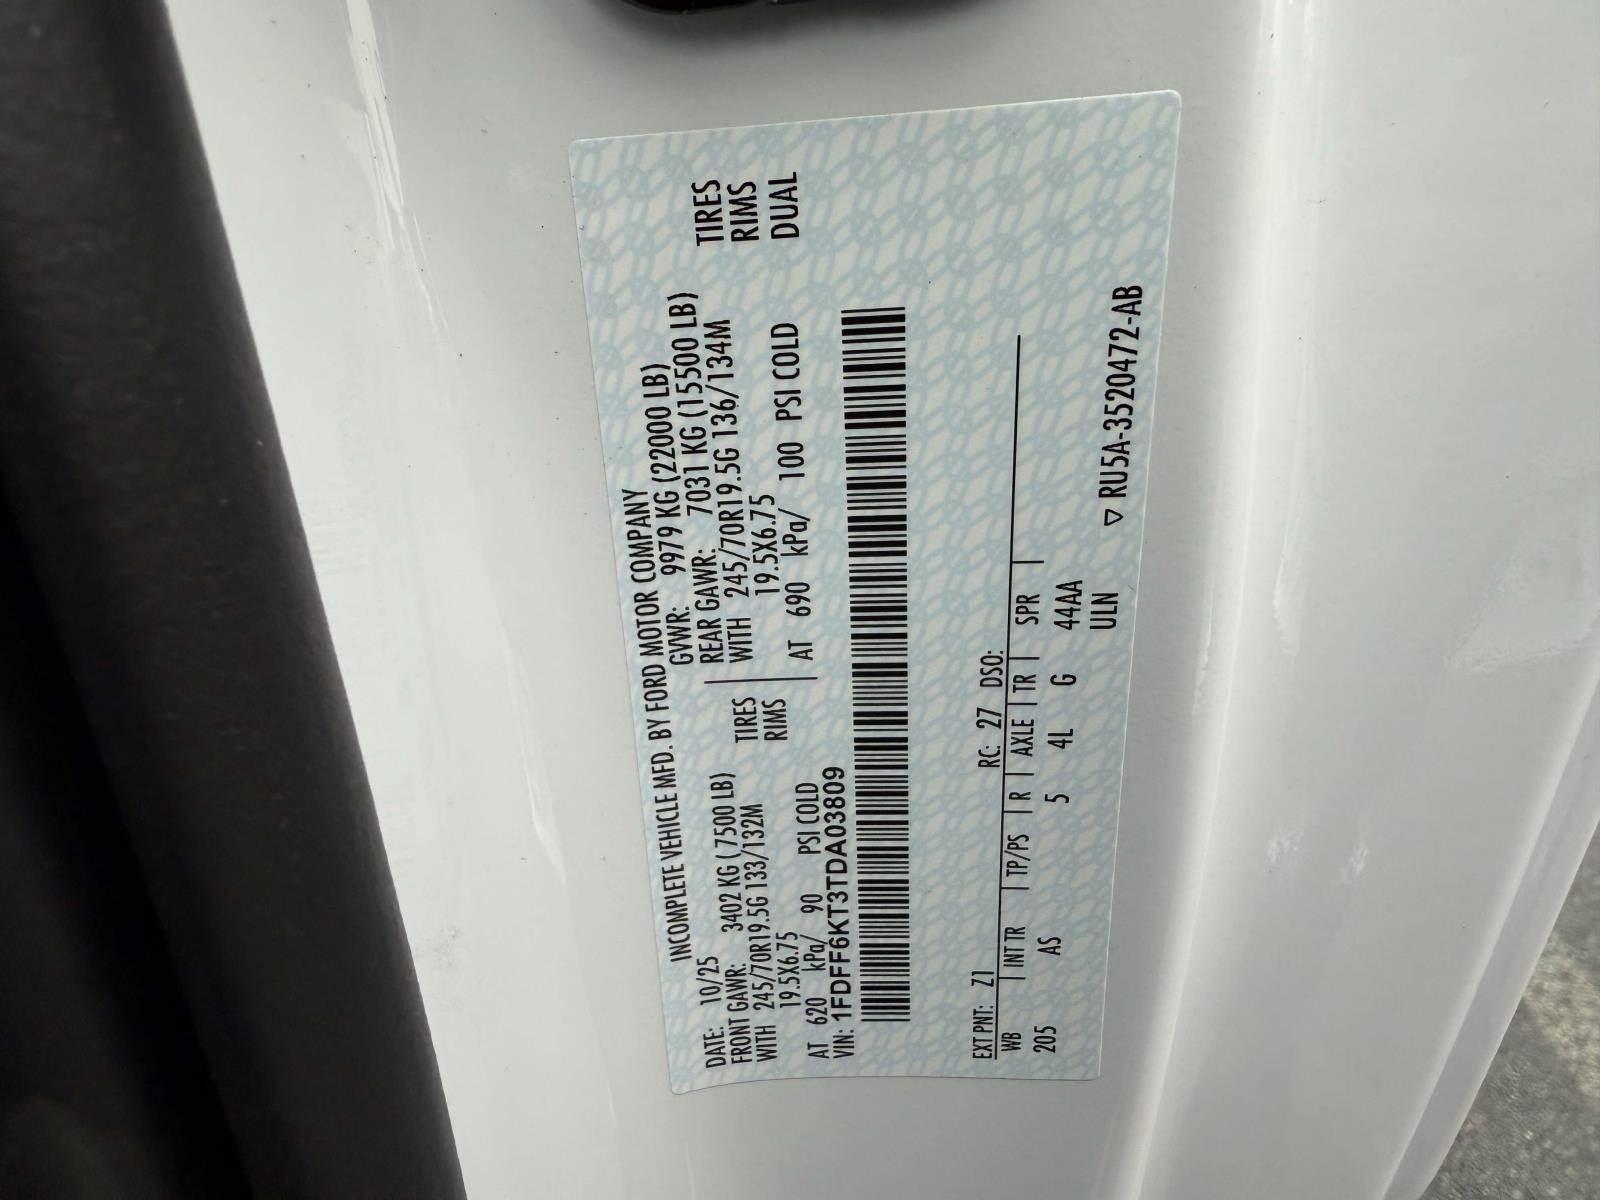 INCOMPLETE VEHICLE MFD. BY FORD MOTOR COMPANY
DATE: 10/25 GVWR: 9979 KG (22000 LB)
FRONT GAWR: 3402 KG (7500 LB) REAR GAWR: 7031 KG (15500 LB)
WITH 245/70R19.5G 133/132M TIRES WITH 245/70R19.5G 136/134M TIRES
19.5X6.75 RIMS 19.5X6.75 RIMS
AT 620 kPa/ 90 PSI COLD AT 690 kPa/ 100 PSI COLD DUAL
VIN: 1FDFF6KT3TDA03809
EXT PNT: Z1 RC: 27 DSO:
WB INT TR TP/PS R AXLE TR SPR
205 AS 5 4L G 44AA
ULN
▽ RU5A-3520472-AB